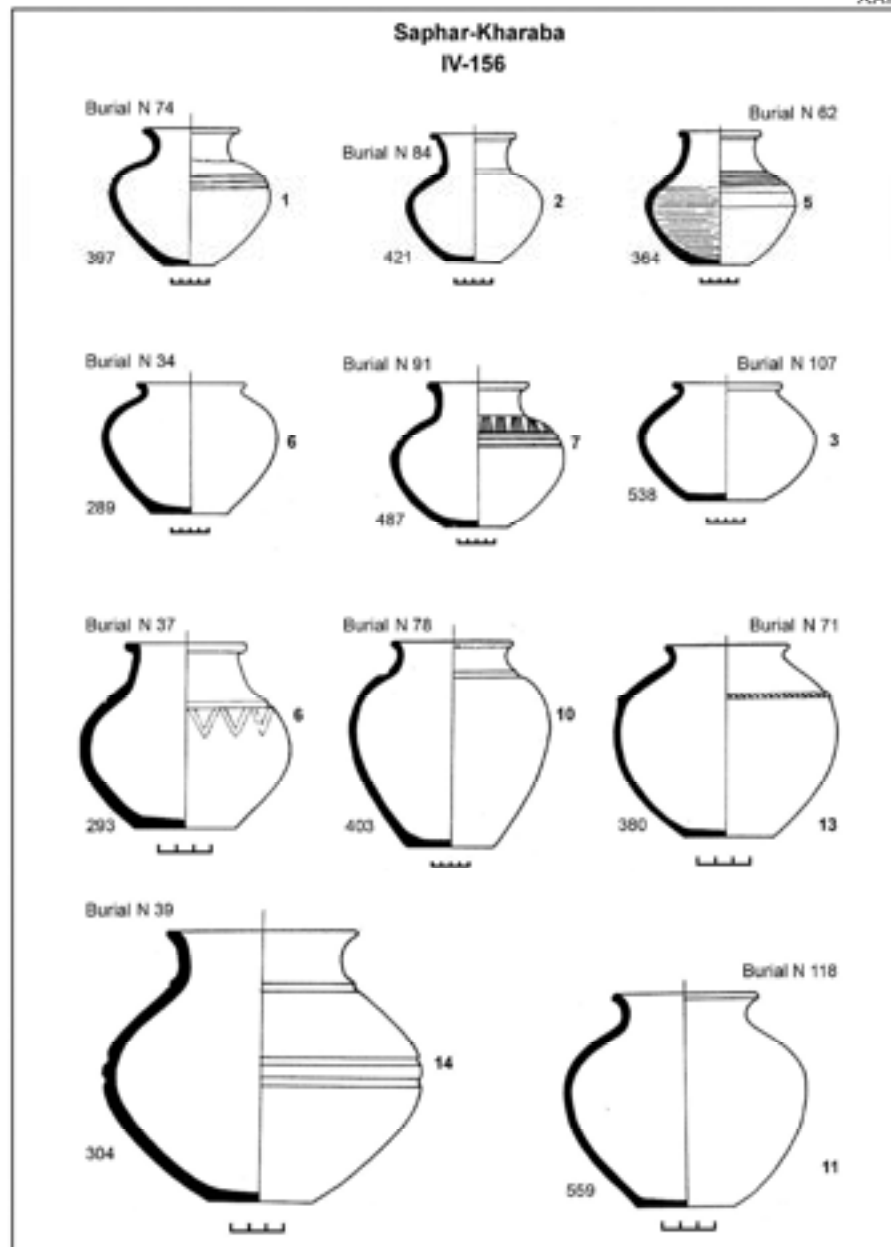 Saphar-Kharaba
IV-156
Burial N 74
1
397
Burial N 84
2
421
Burial N 62
5
364
Burial N 34
6
289
Burial N 91
7
487
Burial N 107
3
538
Burial N 37
6
293
Burial N 78
10
403
Burial N 71
380
13
Burial N 39
14
304
Burial N 118
11
559